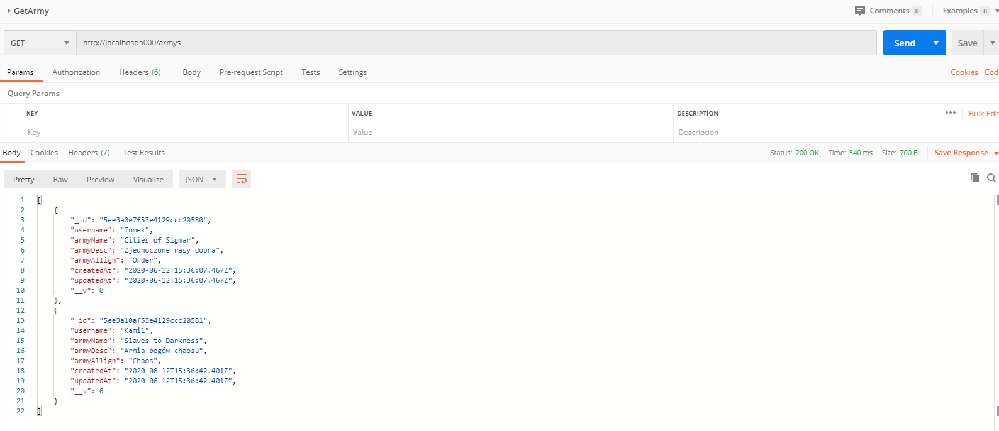 GetArmy Comments 0 Examples 0
GET http://localhost:5000/armys Send Save
Params Authorization Headers (6) Body Pre-request Script Tests Settings Cookies Cod
Query Params
KEY VALUE DESCRIPTION ••• Bulk Edit
Key Value Description
Body Cookies Headers (7) Test Results Status: 200 OK Time: 540 ms Size: 700 B Save Response
Pretty Raw Preview Visualize JSON
1 [
2 {
3 "_id": "5ee3a0e7f53e4129ccc20580",
4 "username": "Tomek",
5 "armyName": "Cities of Sigmar",
6 "armyDesc": "Zjednoczone rasy dobra",
7 "armyAllign": "Order",
8 "createdAt": "2020-06-12T15:36:07.467Z",
9 "updatedAt": "2020-06-12T15:36:07.467Z",
10 "__v": 0
11 },
12 {
13 "_id": "5ee3a10af53e4129ccc20581",
14 "username": "Kamil",
15 "armyName": "Slaves to Darkness",
16 "armyDesc": "Armia bogów chaosu",
17 "armyAllign": "Chaos",
18 "createdAt": "2020-06-12T15:36:42.401Z",
19 "updatedAt": "2020-06-12T15:36:42.401Z",
20 "__v": 0
21 }
22 ]